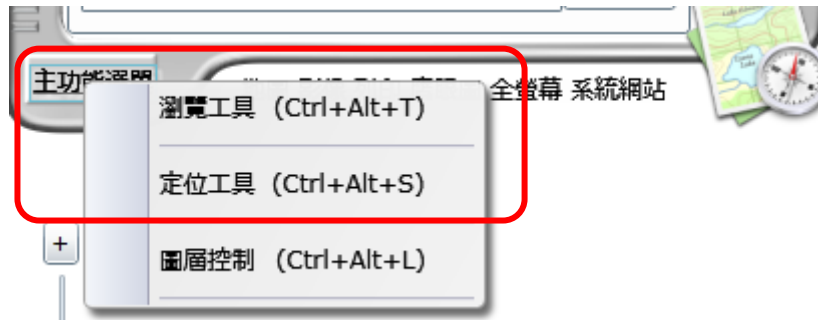 主功能選單
全螢幕 系統網站
瀏覽工具 (Ctrl+Alt+T)
定位工具 (Ctrl+Alt+S)
+
圖層控制 (Ctrl+Alt+L)